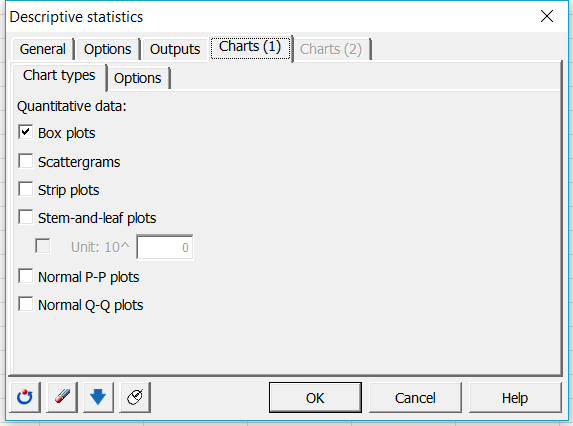 Descriptive statistics
General Options Outputs Charts (1) Charts (2)
Chart types Options
Quantitative data:
Box plots
Scattergrams
Strip plots
Stem-and-leaf plots
Unit: 10^ 0
Normal P-P plots
Normal Q-Q plots
OK Cancel Help